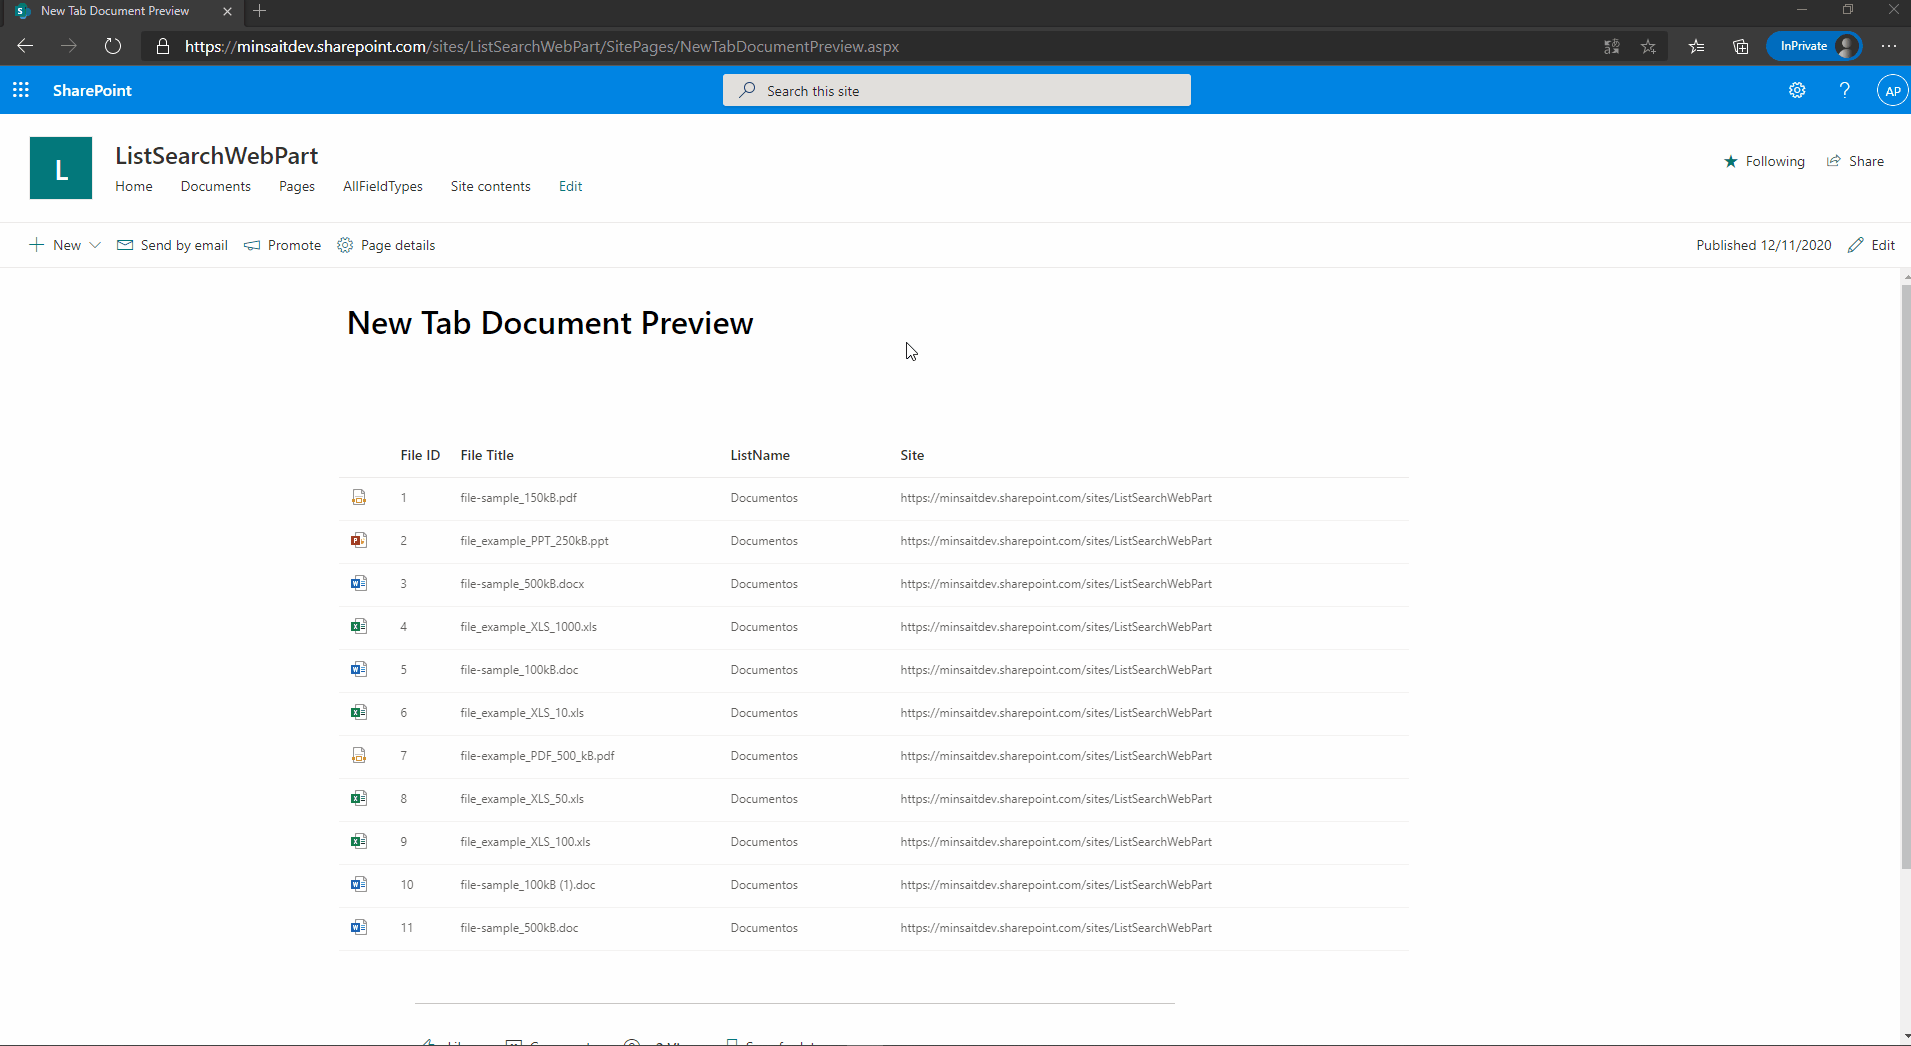 New Tab Document Preview
https://minsaitdev.sharepoint.com/sites/ListSearchWebPart/SitePages/NewTabDocumentPreview.aspx InPrivate
SharePoint Search this site ? AP
L ListSearchWebPart Following Share
Home Documents Pages AllFieldTypes Site contents Edit
New Send by email Promote Page details Published 12/11/2020 Edit
New Tab Document Preview
File ID File Title ListName Site
1 file-sample_150kB.pdf Documentos https://minsaitdev.sharepoint.com/sites/ListSearchWebPart
2 file_example_PPT_250kB.ppt Documentos https://minsaitdev.sharepoint.com/sites/ListSearchWebPart
3 file-sample_500kB.docx Documentos https://minsaitdev.sharepoint.com/sites/ListSearchWebPart
4 file_example_XLS_1000.xls Documentos https://minsaitdev.sharepoint.com/sites/ListSearchWebPart
5 file-sample_100kB.doc Documentos https://minsaitdev.sharepoint.com/sites/ListSearchWebPart
6 file_example_XLS_10.xls Documentos https://minsaitdev.sharepoint.com/sites/ListSearchWebPart
7 file-example_PDF_500_kB.pdf Documentos https://minsaitdev.sharepoint.com/sites/ListSearchWebPart
8 file_example_XLS_50.xls Documentos https://minsaitdev.sharepoint.com/sites/ListSearchWebPart
9 file_example_XLS_100.xls Documentos https://minsaitdev.sharepoint.com/sites/ListSearchWebPart
10 file-sample_100kB (1).doc Documentos https://minsaitdev.sharepoint.com/sites/ListSearchWebPart
11 file-sample_500kB.doc Documentos https://minsaitdev.sharepoint.com/sites/ListSearchWebPart